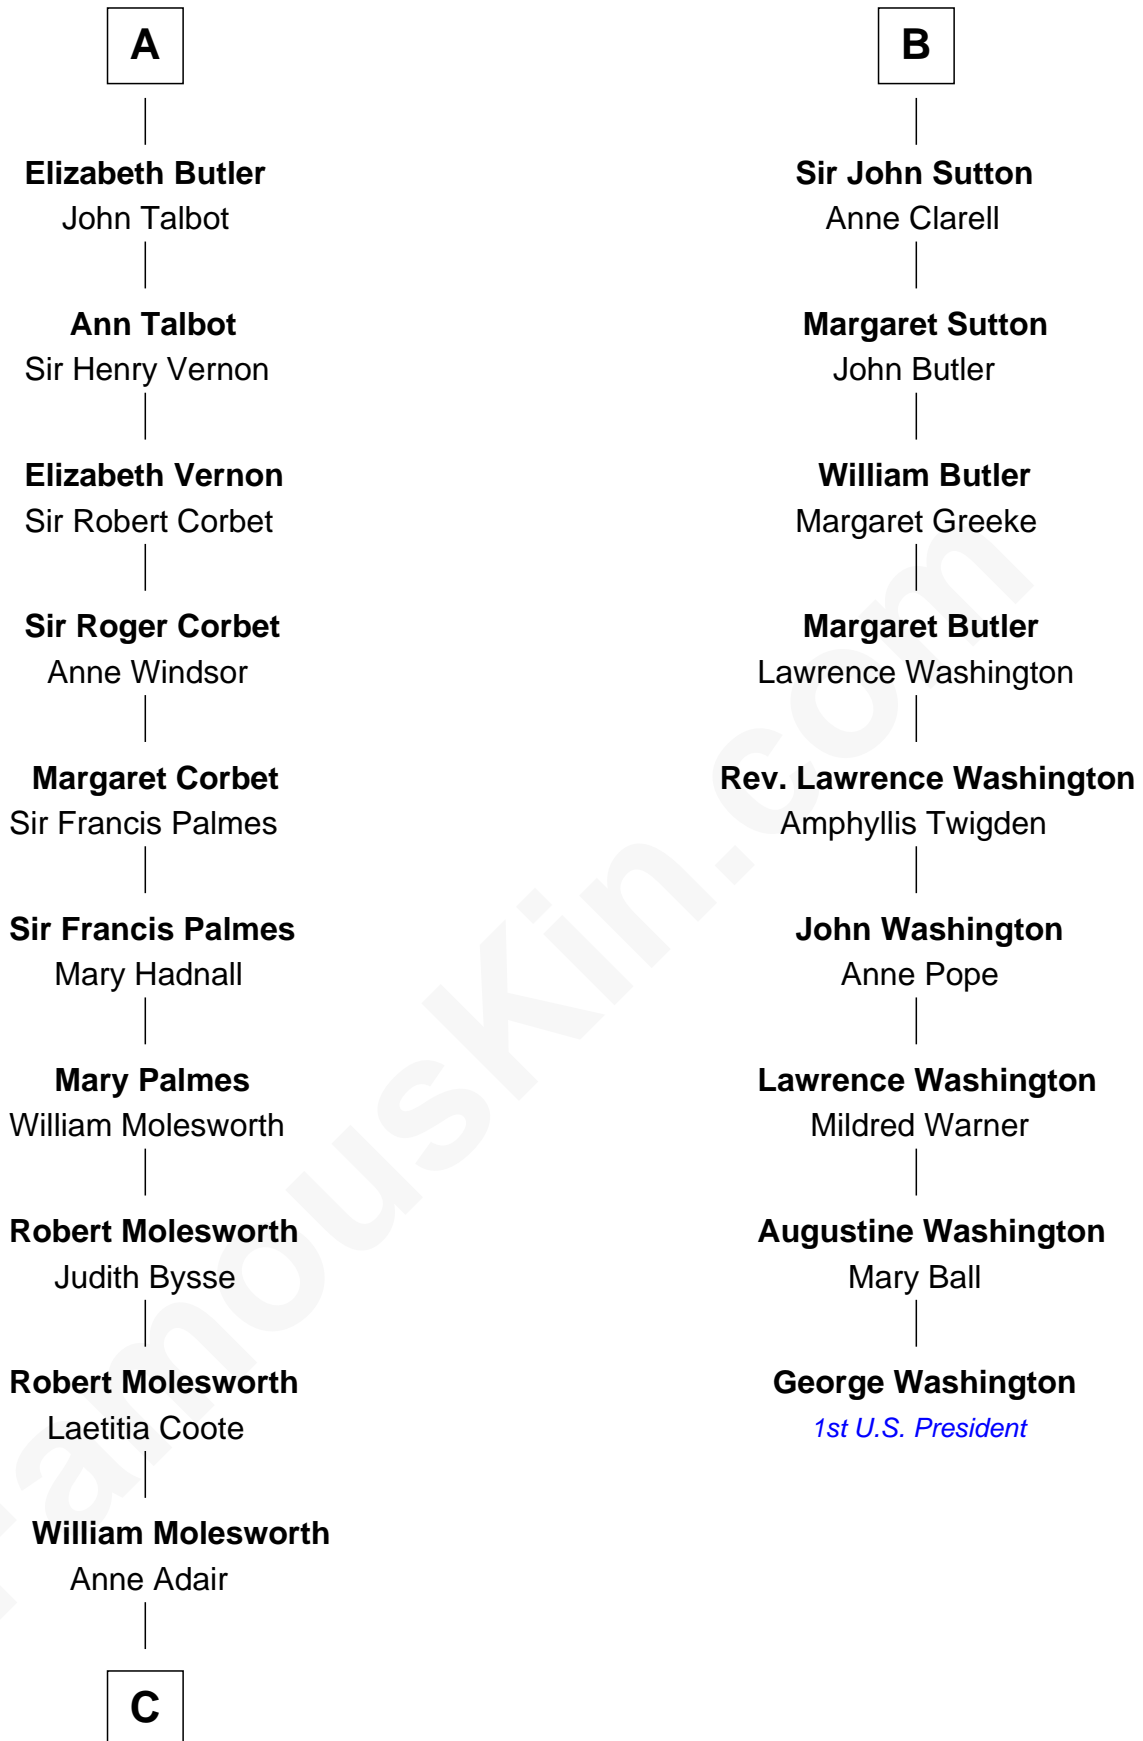 A
Elizabeth Butler
John Talbot
Ann Talbot
Sir Henry Vernon
Elizabeth Vernon
Sir Robert Corbet
Sir Roger Corbet
Anne Windsor
Margaret Corbet
Sir Francis Palmes
Sir Francis Palmes
Mary Hadnall
Mary Palmes
William Molesworth
Robert Molesworth
Judith Bysse
Robert Molesworth
Laetitia Coote
William Molesworth
Anne Adair
C
B
Sir John Sutton
Anne Clarell
Margaret Sutton
John Butler
William Butler
Margaret Greeke
Margaret Butler
Lawrence Washington
Rev. Lawrence Washington
Amphyllis Twigden
John Washington
Anne Pope
Lawrence Washington
Mildred Warner
Augustine Washington
Mary Ball
George Washington
1st U.S. President
FamousKin.com